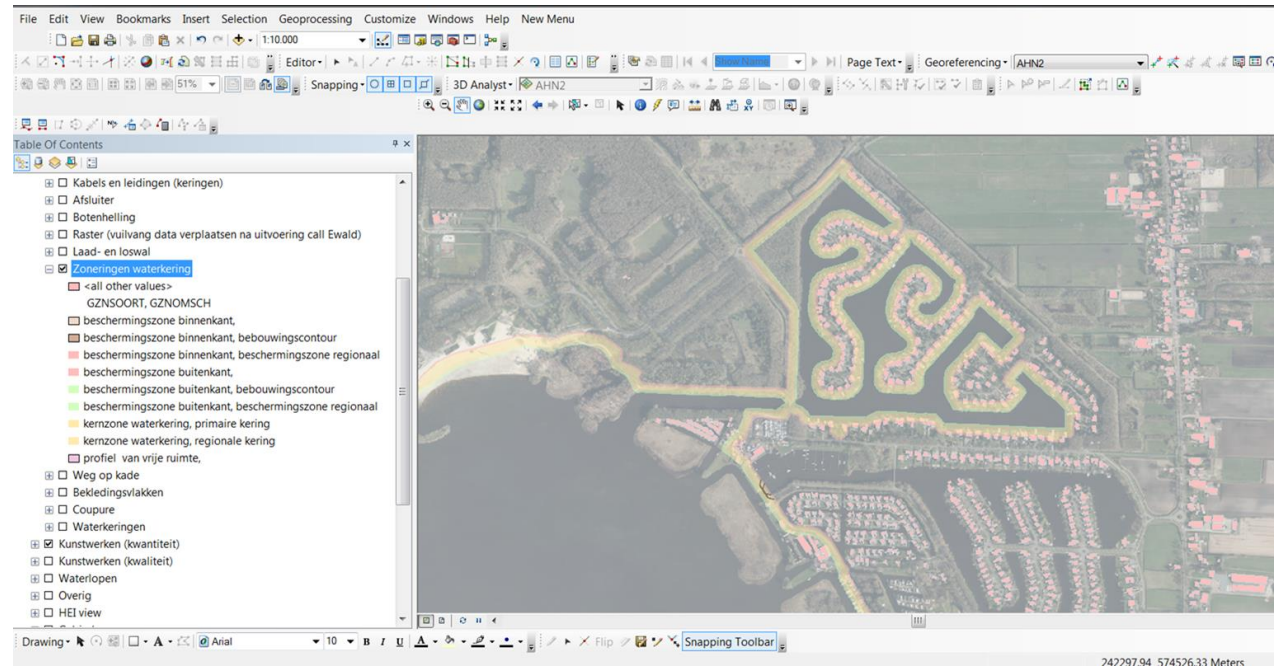 File Edit View Bookmarks Insert Selection Geoprocessing Customize Windows Help New Menu
1:10.000
Editor Show Name Page Text Georeferencing AHN2
51% Snapping 3D Analyst AHN2
Table Of Contents
Kabels en leidingen (keringen)
Afsluiter
Botenhelling
Raster (vuilvang data verplaatsen na uitvoering call Ewald)
Laad- en loswal
Zoneringen waterkering
<all other values>
GZNSOORT, GZNOMSCH
beschermingszone binnenkant,
beschermingszone binnenkant, bebouwingscontour
beschermingszone binnenkant, beschermingszone regionaal
beschermingszone buitenkant,
beschermingszone buitenkant, bebouwingscontour
beschermingszone buitenkant, beschermingszone regionaal
kernzone waterkering, primaire kering
kernzone waterkering, regionale kering
profiel van vrije ruimte,
Weg op kade
Bekledingsvlakken
Coupure
Waterkeringen
Kunstwerken (kwantiteit)
Kunstwerken (kwaliteit)
Waterlopen
Overig
HEI view
Drawing A Arial 10 B I U A Flip Snapping Toolbar
242297.94 574526.33 Meters